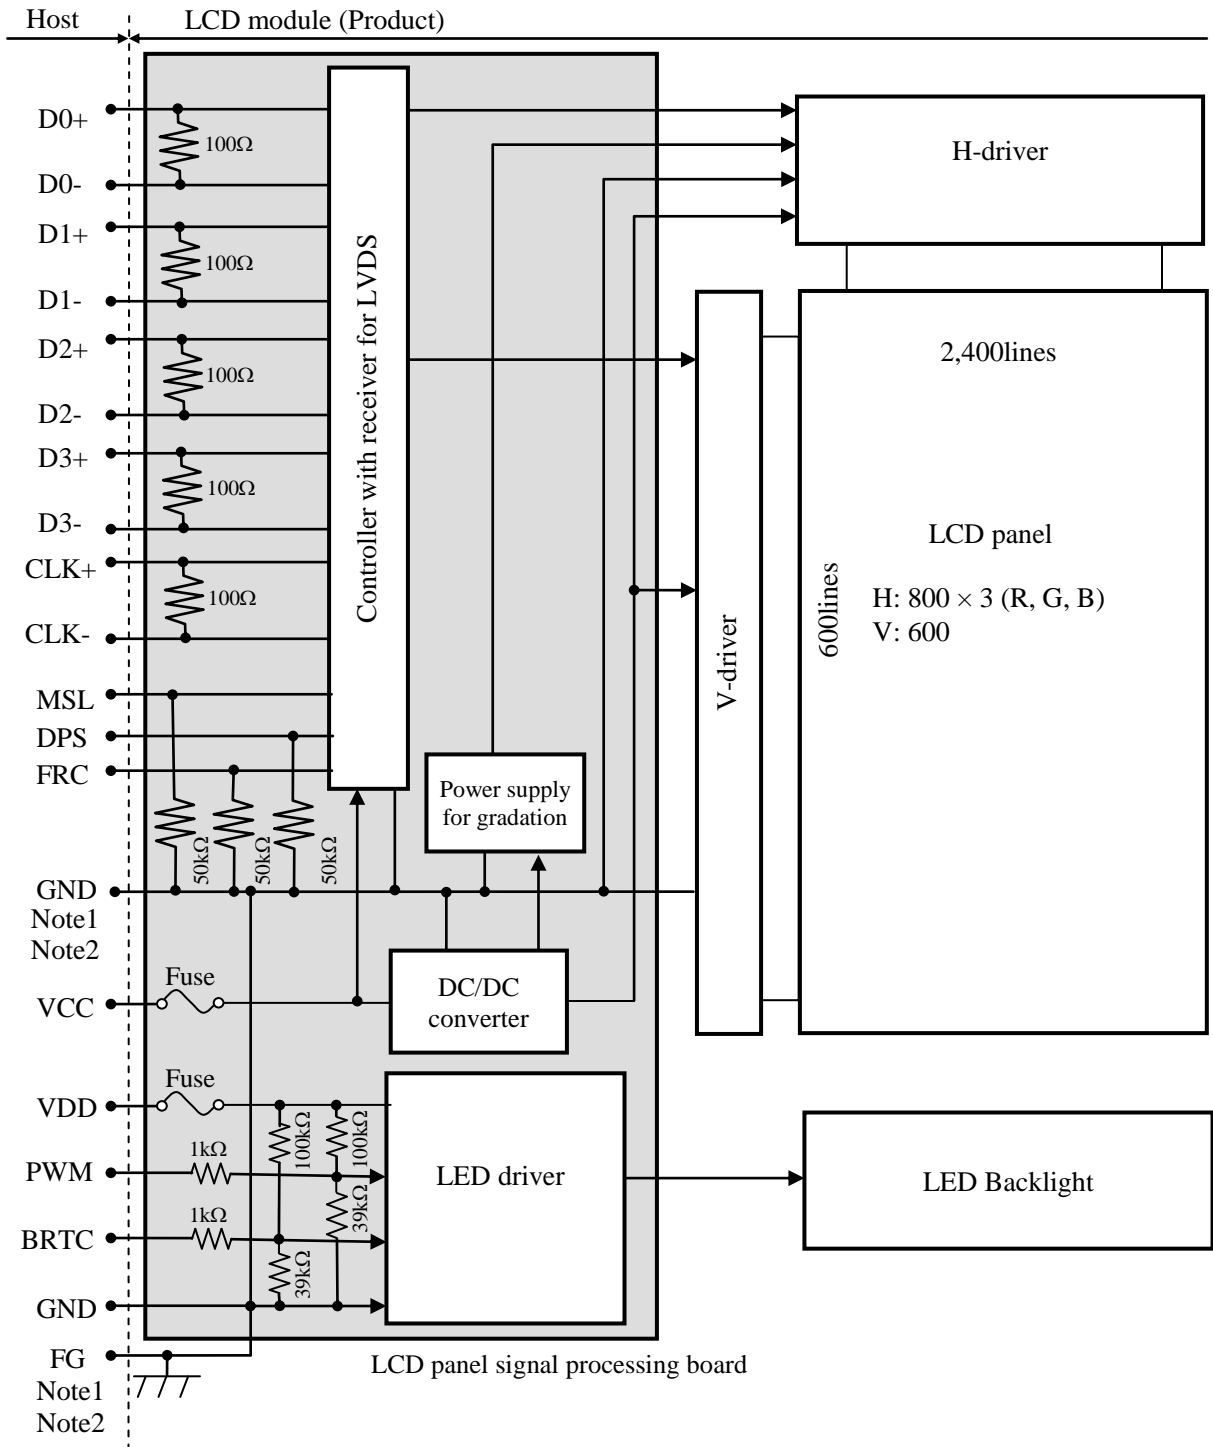 Host
LCD module (Product)
D0+
100Ω
D0-
D1+
100Ω
D1-
D2+
100Ω
D2-
D3+
100Ω
D3-
CLK+
100Ω
CLK-
MSL
DPS
FRC
50kΩ
50kΩ
50kΩ
GND
Note1
Note2
Controller with receiver for LVDS
H-driver
V-driver
2,400lines
600lines
LCD panel
H: 800 × 3 (R, G, B)
V: 600
Power supply
for gradation
Fuse
VCC
DC/DC
converter
Fuse
VDD
100kΩ
100kΩ
1kΩ
PWM
39kΩ
1kΩ
BRTC
39kΩ
GND
LED driver
LED Backlight
FG
Note1
Note2
LCD panel signal processing board